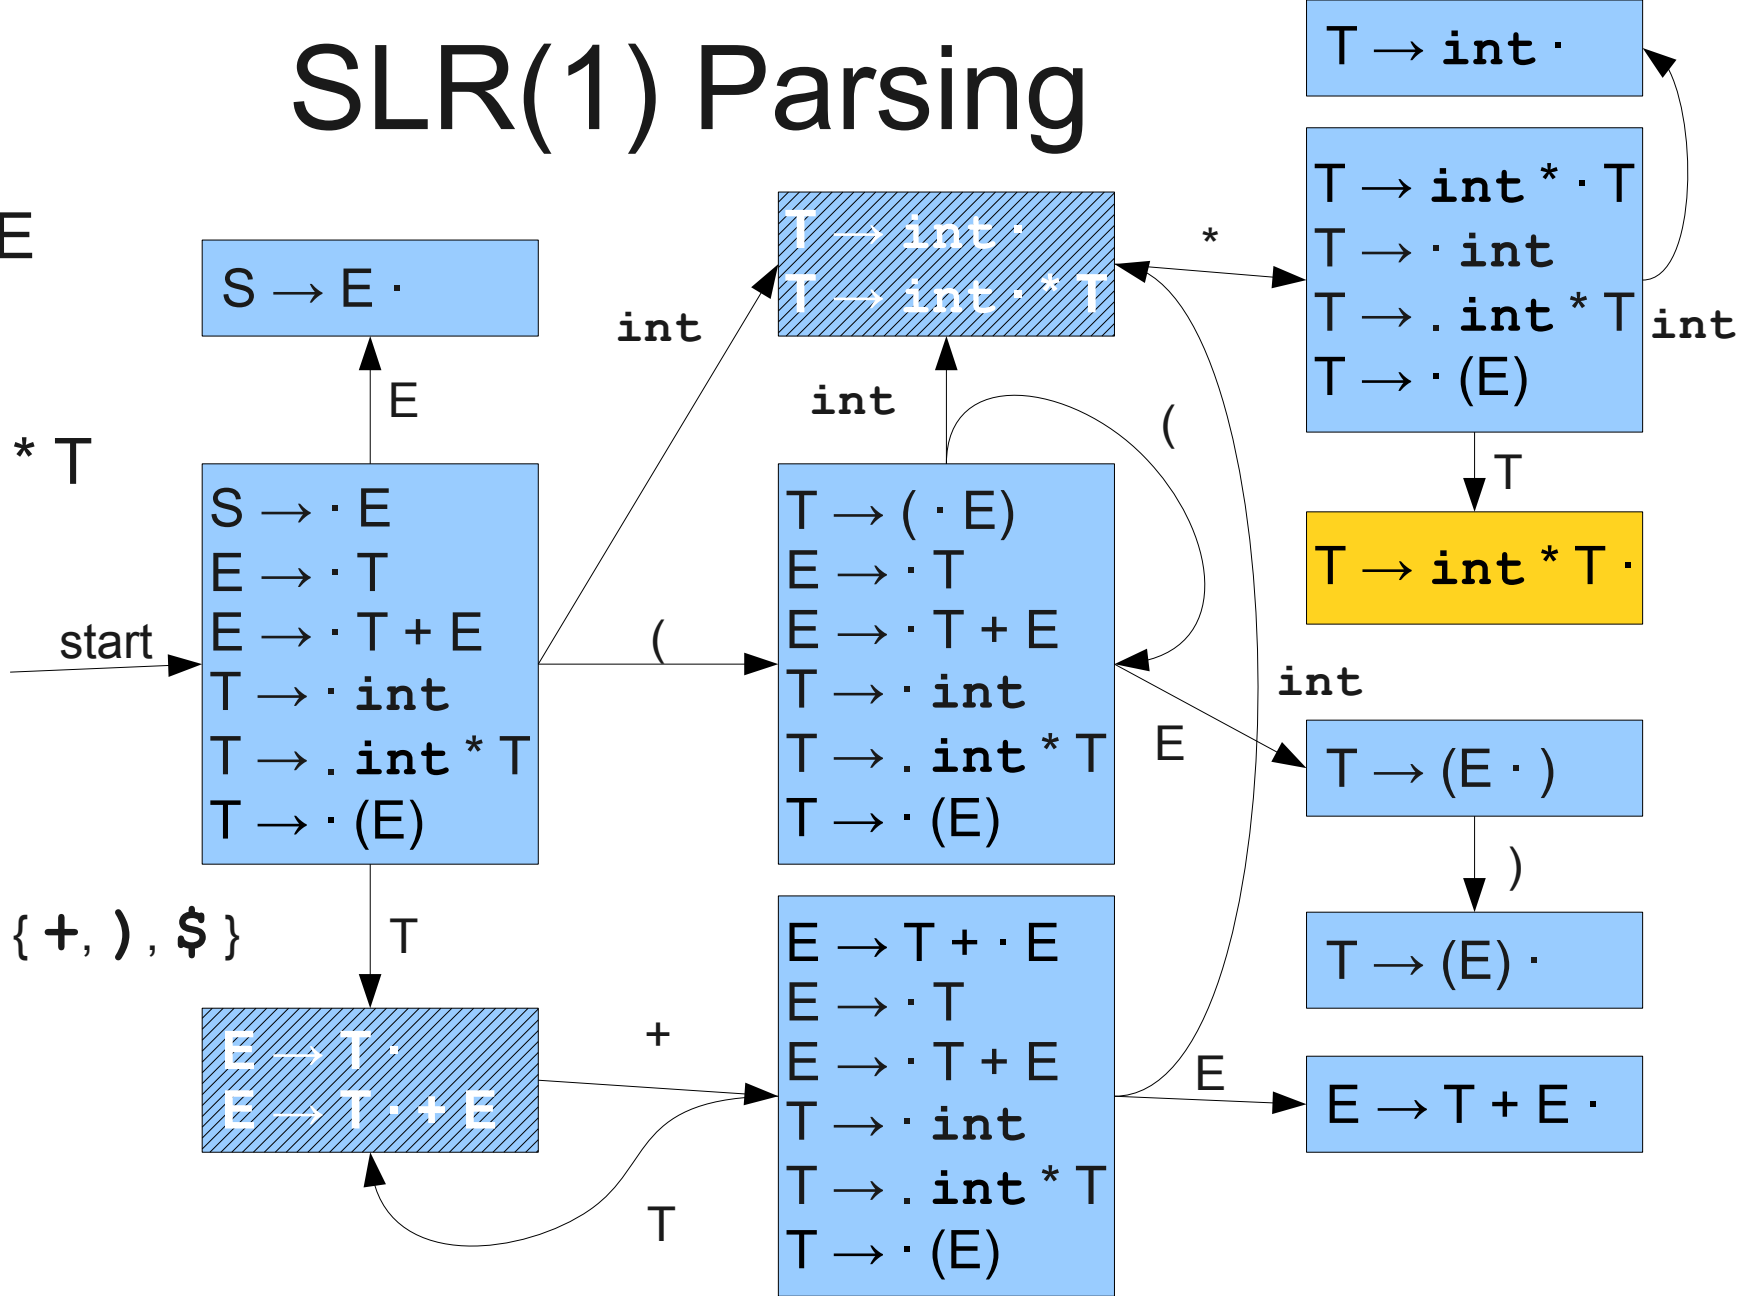 SLR(1) Parsing
E
* T
{ +, ), $ }
start
S → E ·
E
S → · E
E → · T
E → · T + E
T → · int
T → . int * T
T → · (E)
T
E → T ·
E → T · + E
int
(
+
T
T → int ·
T → int · * T
int
(
T → ( · E)
E → · T
E → · T + E
T → · int
T → . int * T
T → · (E)
E → T + · E
E → · T
E → · T + E
T → · int
T → . int * T
T → · (E)
*
int
E
E
T → int ·
T → int * · T
T → · int
T → . int * T
T → · (E)
int
T
T → int * T ·
T → (E · )
)
T → (E) ·
E → T + E ·